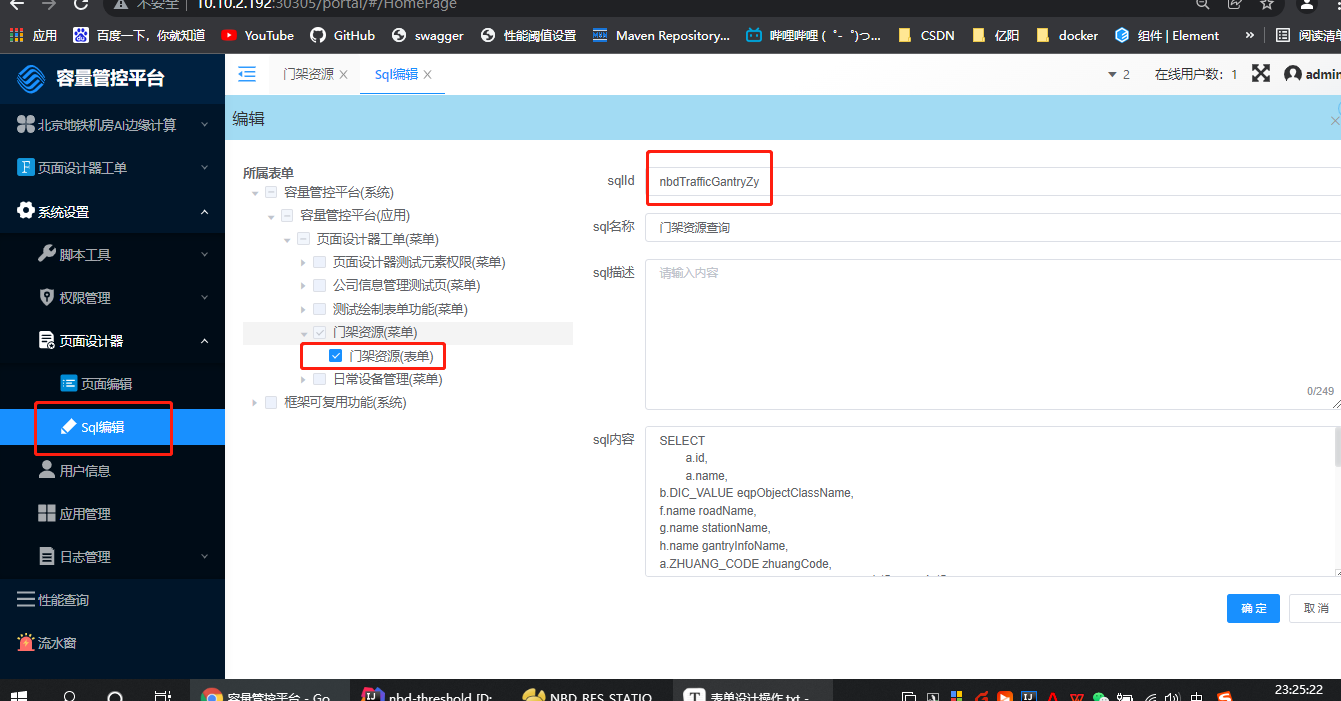 不安全 | 10.10.2.192:30305/portal/#/HomePage
应用 百度一下，你就知道 YouTube GitHub swagger 性能阈值设置 Maven Repository... 哔哩哔哩 ( ゜- ゜)つ... CSDN 亿阳 docker 组件 | Element » 阅读清单
容量管控平台 门架资源 × Sql编辑 × 2 在线用户数：1 admin
北京地铁机房AI边缘计算
页面设计器工单
系统设置
脚本工具
权限管理
页面设计器
页面编辑
Sql编辑
用户信息
应用管理
日志管理
性能查询
流水窗
编辑
所属表单
容量管控平台(系统)
容量管控平台(应用)
页面设计器工单(菜单)
页面设计器测试元素权限(菜单)
公司信息管理测试页(菜单)
测试绘制表单功能(菜单)
门架资源(菜单)
门架资源(表单)
日常设备管理(菜单)
框架可复用功能(系统)
sqlId nbdTrafficGantryZy
sql名称 门架资源查询
sql描述 请输入内容
0/249
sql内容 SELECT
a.id,
a.name,
b.DIC_VALUE eqpObjectClassName,
f.name roadName,
g.name stationName,
h.name gantryInfoName,
a.ZHUANG_CODE zhuangCode,
确 定 取 消
容量管控平台 - Go nbd-threshold ID: NBD_RES_STATIO 表单设计操作.txt - 中 23:25:22